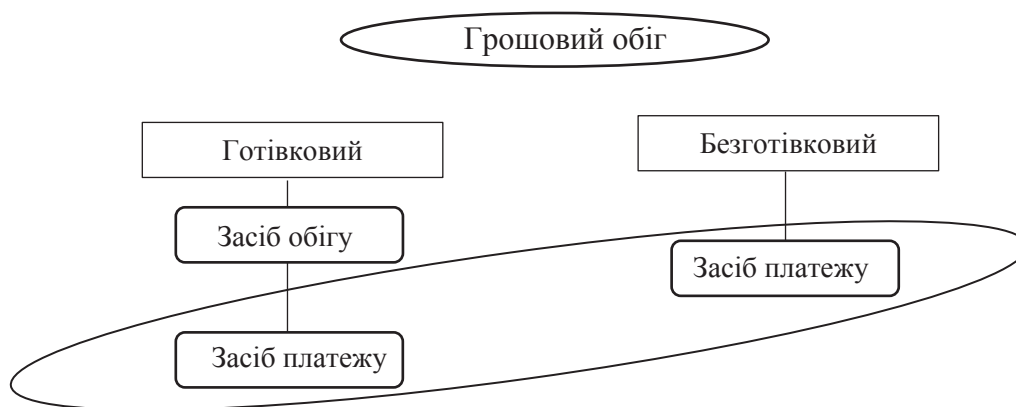 Грошовий обіг
Готівковий
Безготівковий
Засіб обігу
Засіб платежу
Засіб платежу